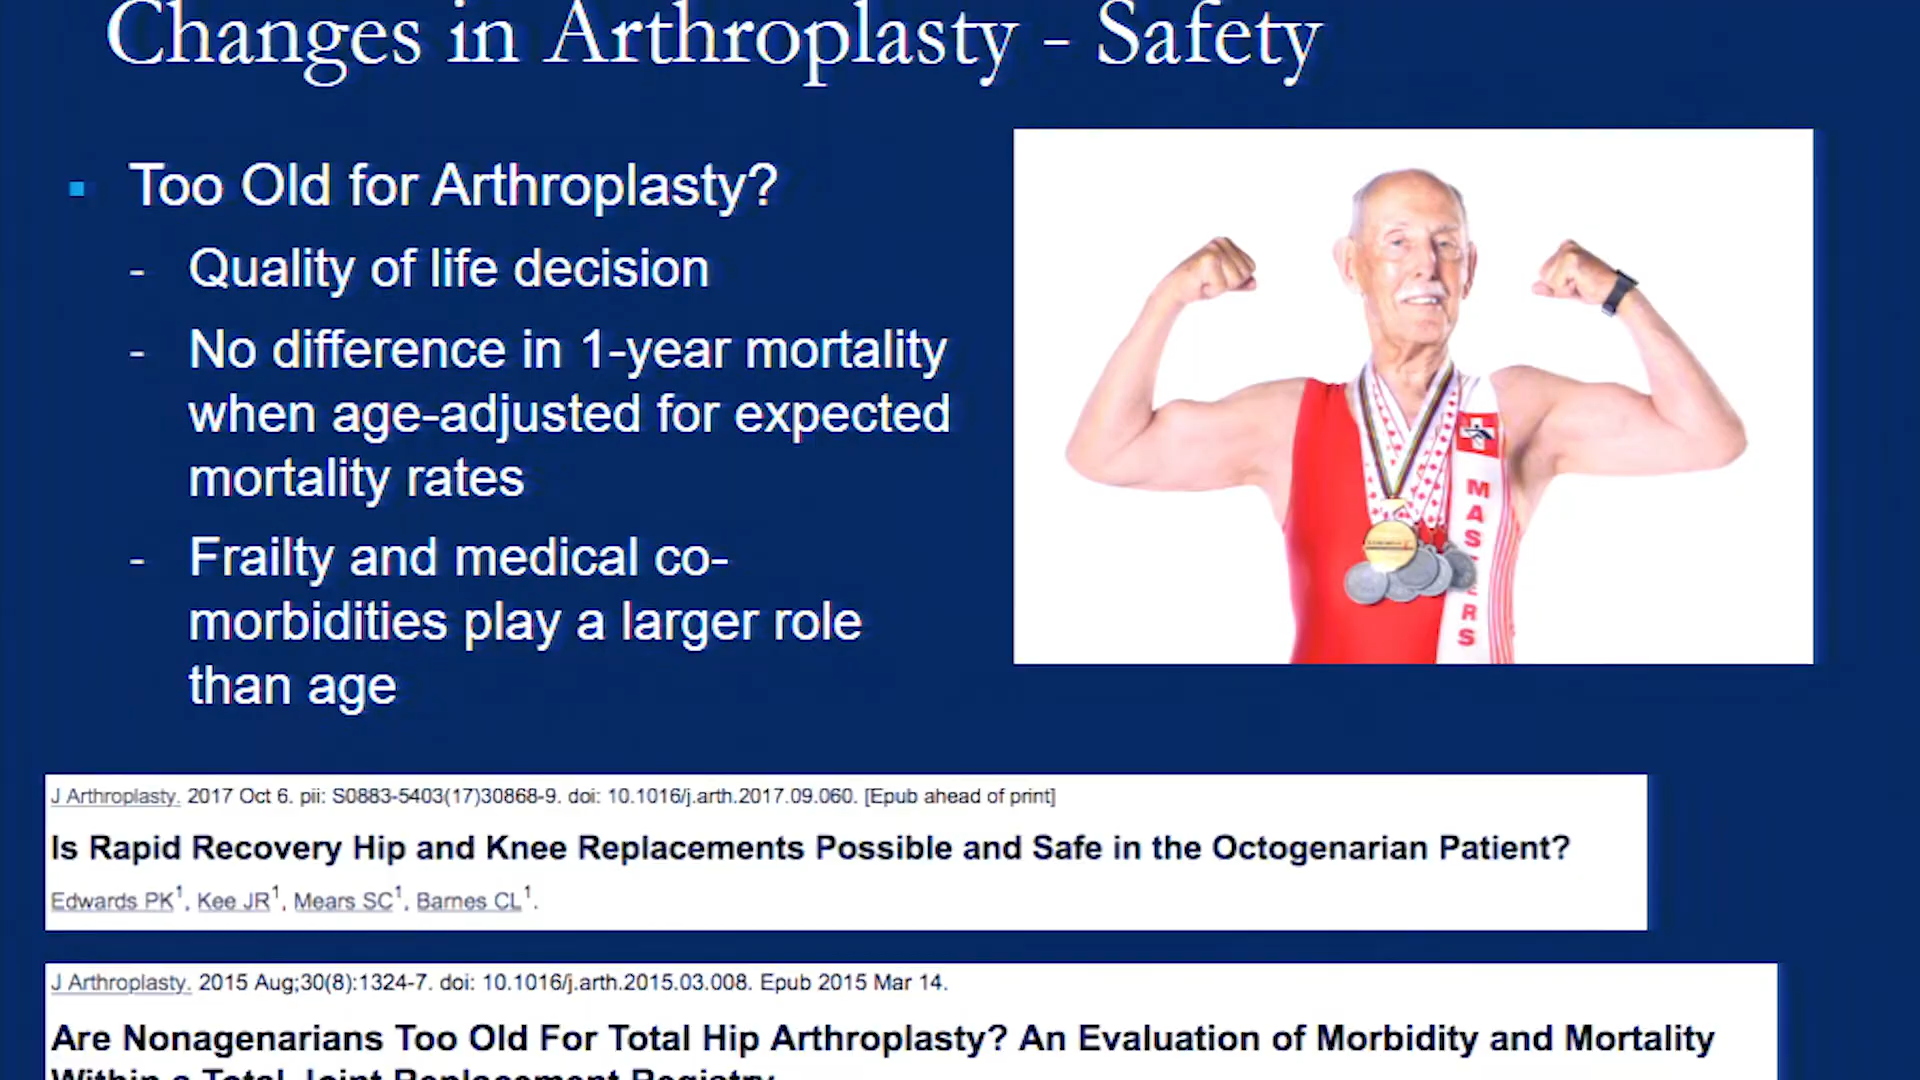 Changes in Arthroplasty - Safety
Too Old for Arthroplasty?
- Quality of life decision
- No difference in 1-year mortality
when age-adjusted for expected
mortality rates
- Frailty and medical co-
morbidities play a larger role
than age
MASTERS
J Arthroplasty. 2017 Oct 6. pii: S0883-5403(17)30868-9. doi: 10.1016/j.arth.2017.09.060. [Epub ahead of print]
Is Rapid Recovery Hip and Knee Replacements Possible and Safe in the Octogenarian Patient?
Edwards PK1, Kee JR1, Mears SC1, Barnes CL1.
J Arthroplasty. 2015 Aug;30(8):1324-7. doi: 10.1016/j.arth.2015.03.008. Epub 2015 Mar 14.
Are Nonagenarians Too Old For Total Hip Arthroplasty? An Evaluation of Morbidity and Mortality
Within a Total Joint Replacement Registry